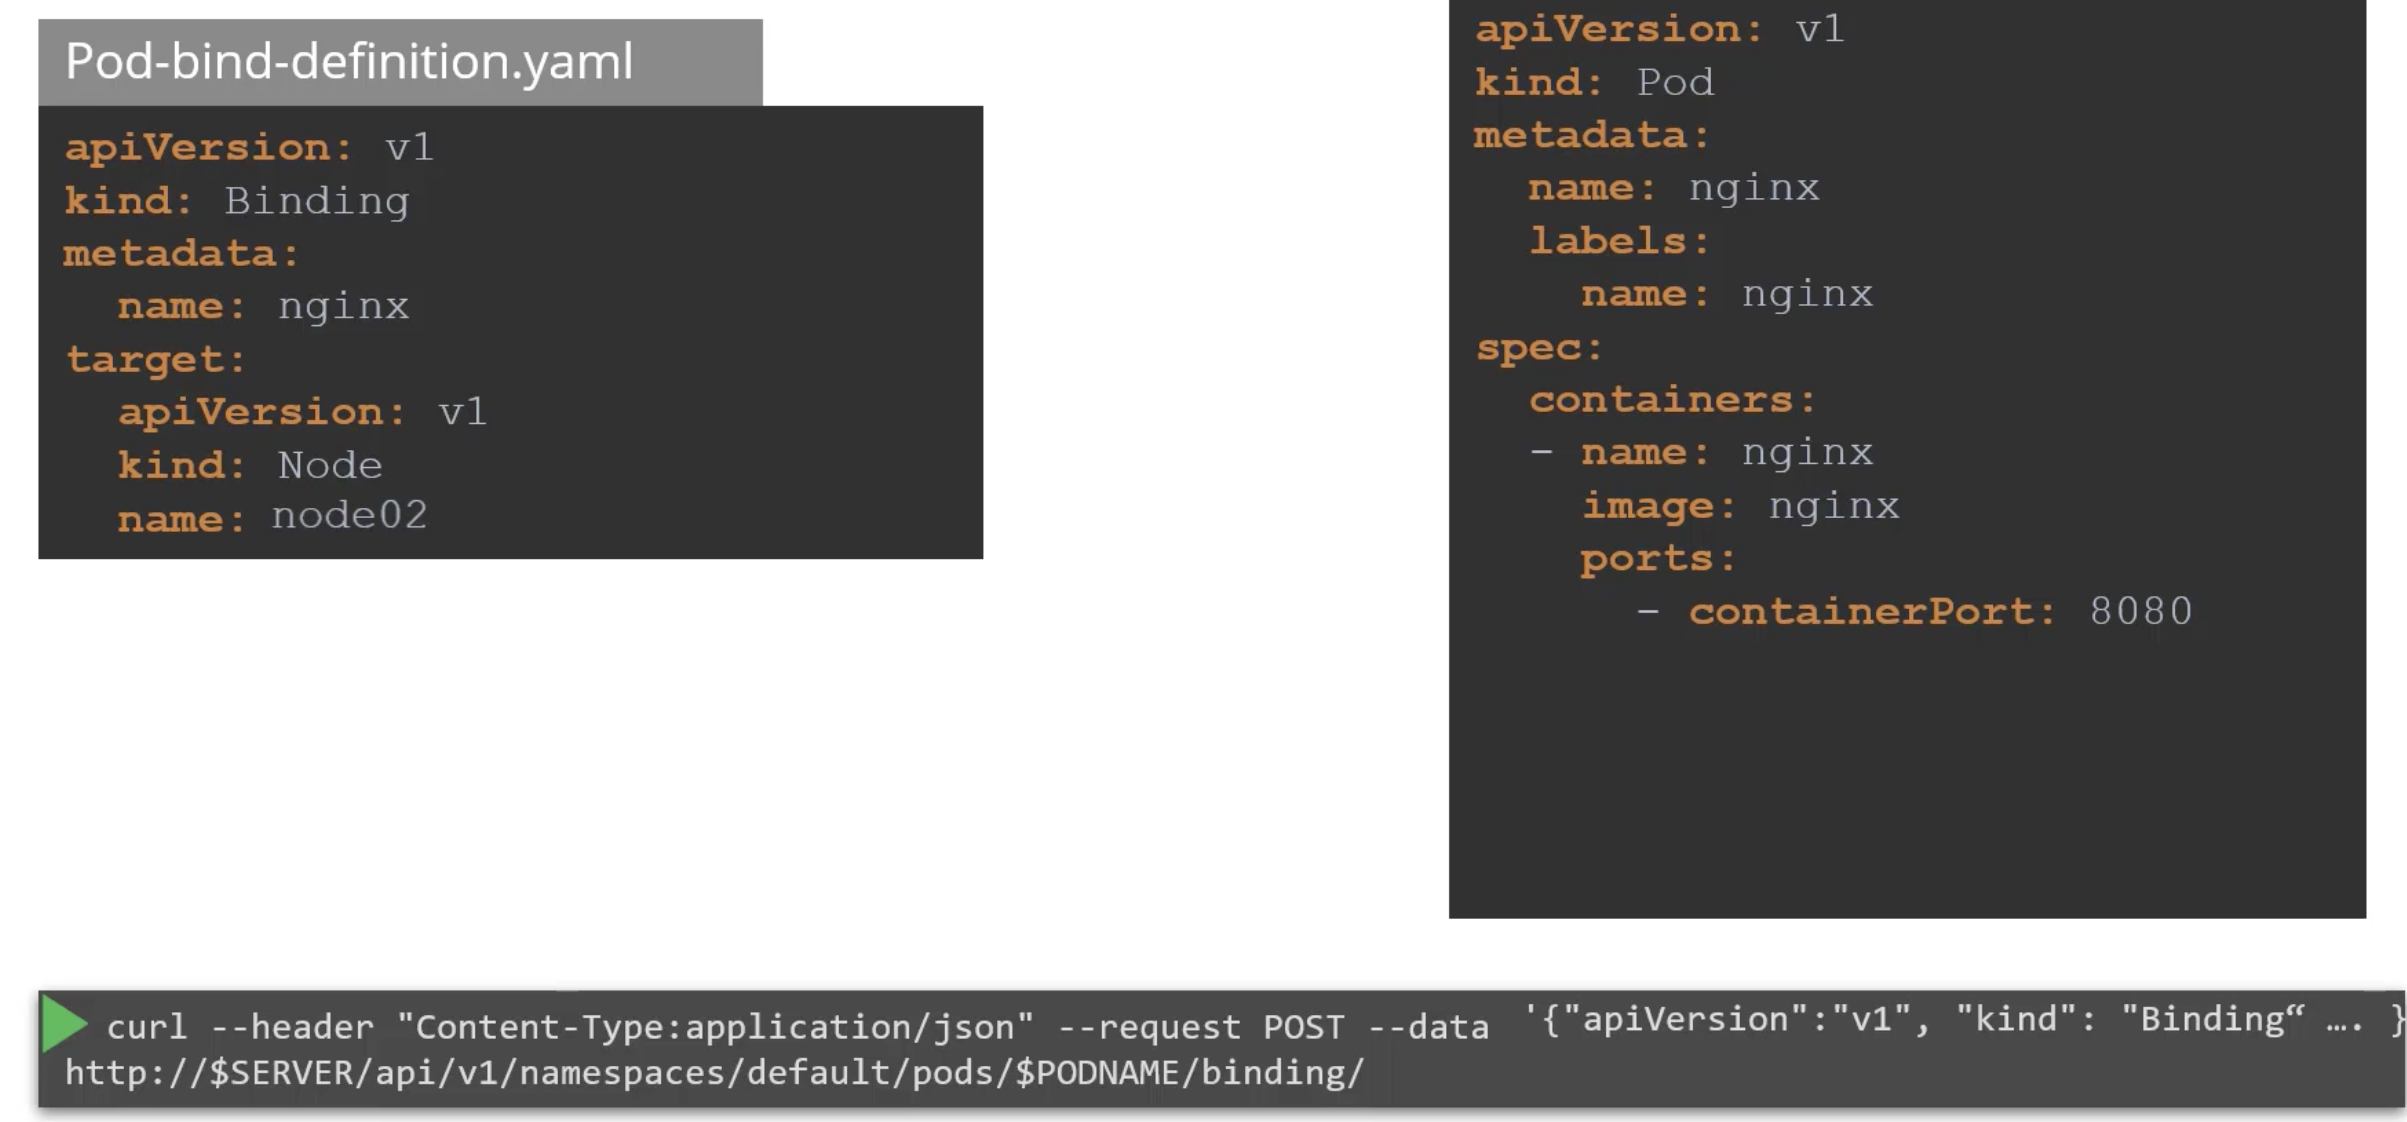 Pod-bind-definition.yaml
apiVersion: v1
kind: Binding
metadata:
  name: nginx
target:
  apiVersion: v1
  kind: Node
  name: node02
apiVersion: v1
kind: Pod
metadata:
  name: nginx
  labels:
    name: nginx
spec:
  containers:
  - name: nginx
    image: nginx
    ports:
      - containerPort: 8080
curl --header "Content-Type:application/json" --request POST --data '{"apiVersion":"v1", "kind": "Binding“ …. }
http://$SERVER/api/v1/namespaces/default/pods/$PODNAME/binding/